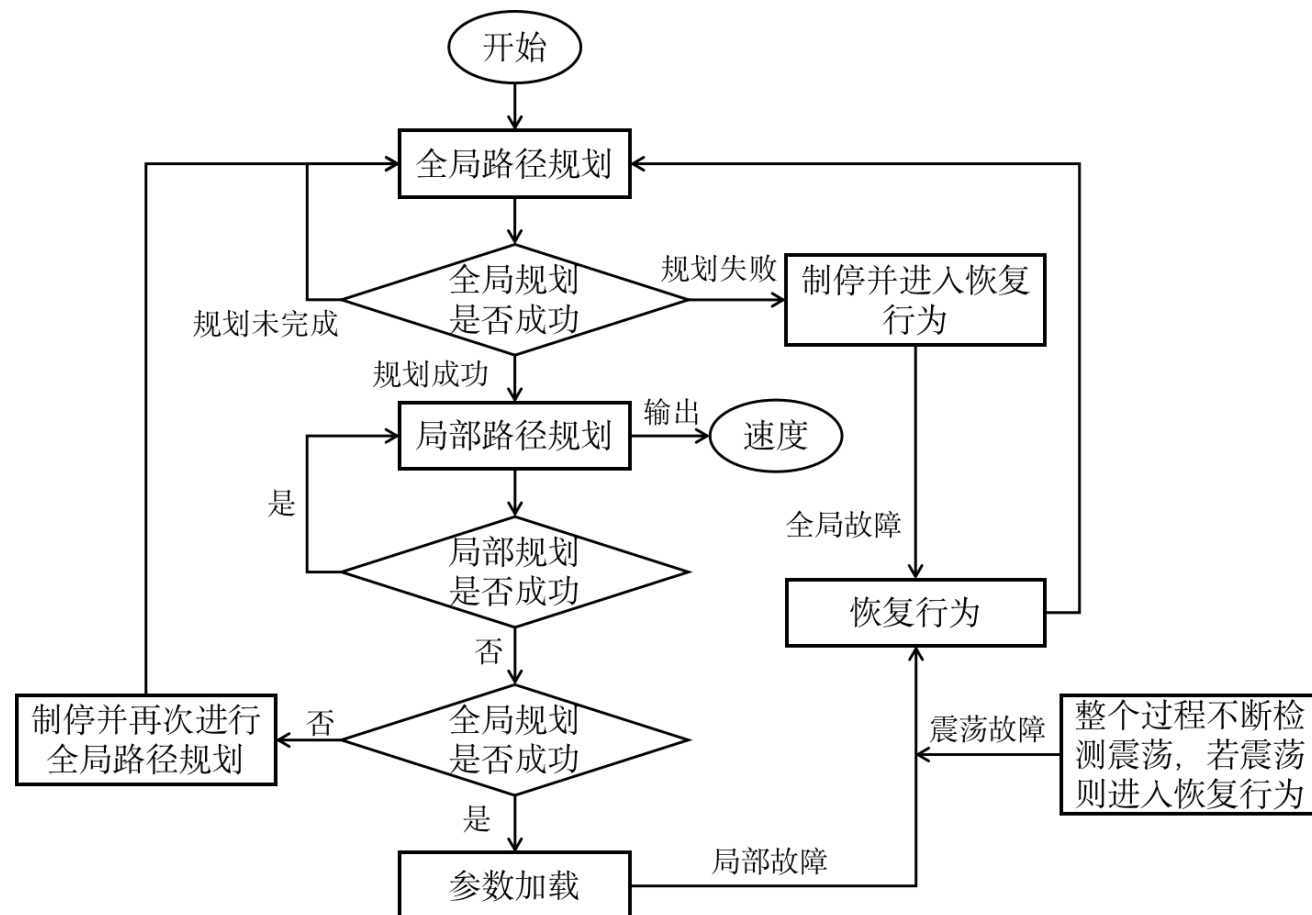 开始
全局路径规划
全局规划
是否成功
规划失败
制停并进入恢复
行为
规划未完成
规划成功
局部路径规划
输出
速度
是
局部规划
是否成功
全局故障
恢复行为
否
制停并再次进行
全局路径规划
否
全局规划
是否成功
震荡故障
整个过程不断检
测震荡，若震荡
则进入恢复行为
是
参数加载
局部故障